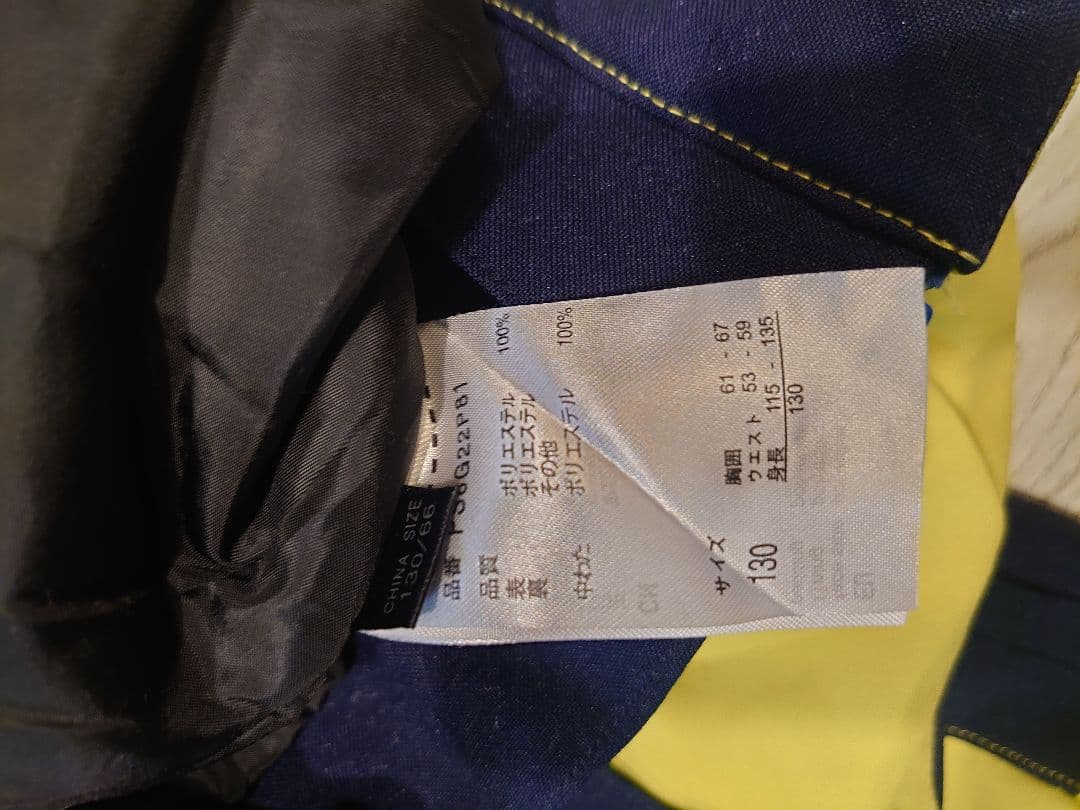 CHINA SIZE
130/66
品番
品質
表 ポリエステル 100%
裏 ポリエステル
その他
中わた ポリエステル 100%
サイズ
130
胸囲 61 - 67
ウエスト 53 - 59
身長 115 - 135
130